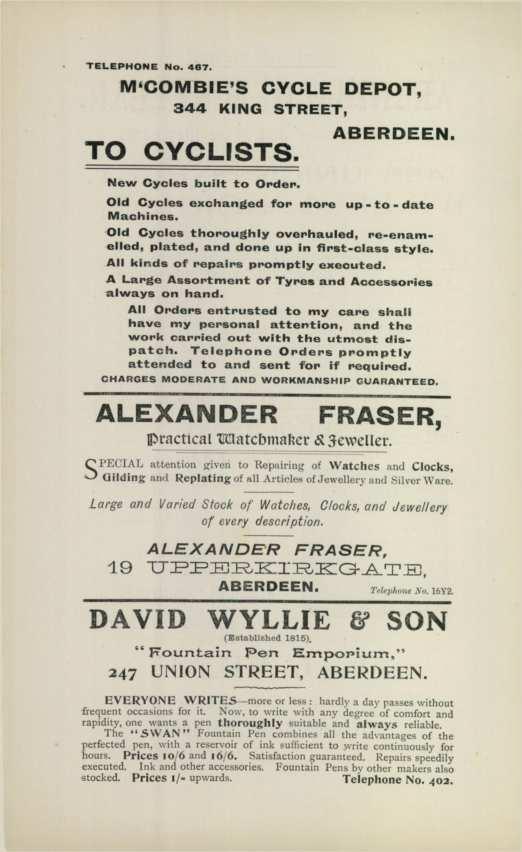 TELEPHONE No. 467.
M'COMBIE'S CYCLE DEPOT,
344 KING STREET,
ABERDEEN.
TO CYCLISTS.
New Cycles built to Order.
Old Cycles exchanged for more up-to-date
Machines.
Old Cycles thoroughly overhauled, re-enam-
elled, plated, and done up in first-class style.
All kinds of repairs promptly executed.
A Large Assortment of Tyres and Accessories
always on hand.
All Orders entrusted to my care shall
have my personal attention, and the
work carried out with the utmost dis-
patch. Telephone Orders promptly
attended to and sent for if required.
CHARGES MODERATE AND WORKMANSHIP GUARANTEED.
ALEXANDER FRASER,
Practical Watchmaker & Jeweller.
SPECIAL attention given to Repairing of Watches and Clocks,
Gilding and Replating of all Articles of Jewellery and Silver Ware.
Large and Varied Stock of Watches, Clocks, and Jewellery
of every description.
ALEXANDER FRASER,
19 UPPERKIRKGATE,
ABERDEEN. Telephone No. 16Y2.
DAVID WYLLIE & SON
(Established 1815),
"Fountain Pen Emporium,"
247 UNION STREET, ABERDEEN.
EVERYONE WRITES—more or less: hardly a day passes without
frequent occasions for it. Now, to write with any degree of comfort and
rapidity, one wants a pen thoroughly suitable and always reliable.
The "SWAN" Fountain Pen combines all the advantages of the
perfected pen, with a reservoir of ink sufficient to write continuously for
hours. Prices 10/6 and 16/6. Satisfaction guaranteed. Repairs speedily
executed. Ink and other accessories. Fountain Pens by other makers also
stocked. Prices 1/- upwards. Telephone No. 402.